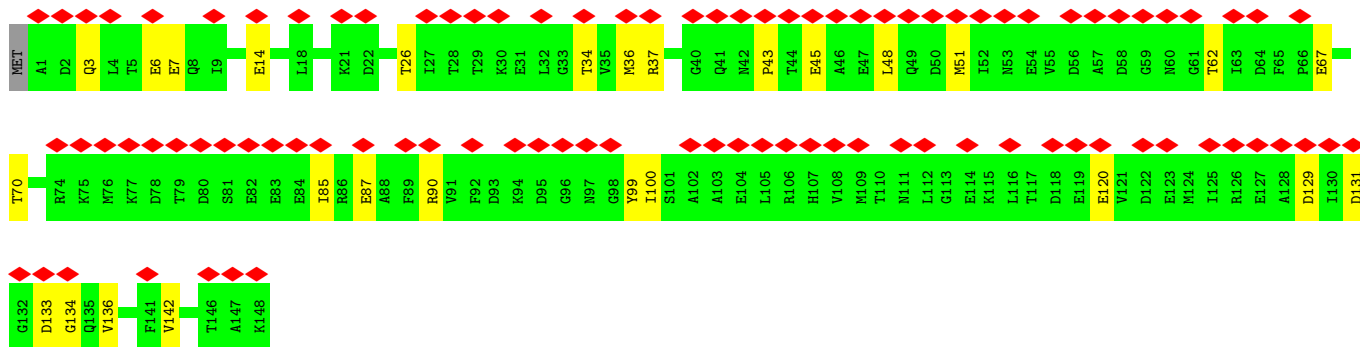 MET A1 D2 Q3 L4 T5 E6 E7 Q8 I9 E14 L18 K21 D22 T26 I27 T28 T29 K30 E31 L32 G33 T34 V35 M36 R37 G40 Q41 N42 P43 T44 E45 A46 E47 L48 Q49 D50 M51 I52 N53 E54 V55 D56 A57 D58 G59 N60 G61 T62 I63 D64 F65 P66 E67
T70 R74 K75 M76 K77 D78 T79 D80 S81 E82 E83 E84 I85 R86 E87 A88 F89 R90 V91 F92 D93 K94 D95 G96 N97 G98 Y99 I100 S101 A102 A103 E104 L105 R106 H107 V108 M109 T110 N111 L112 G113 E114 K115 L116 T117 D118 E119 E120 V121 D122 E123 M124 I125 R126 E127 A128 D129 I130 D131
G132 D133 G134 Q135 V136 F141 V142 T146 A147 K148